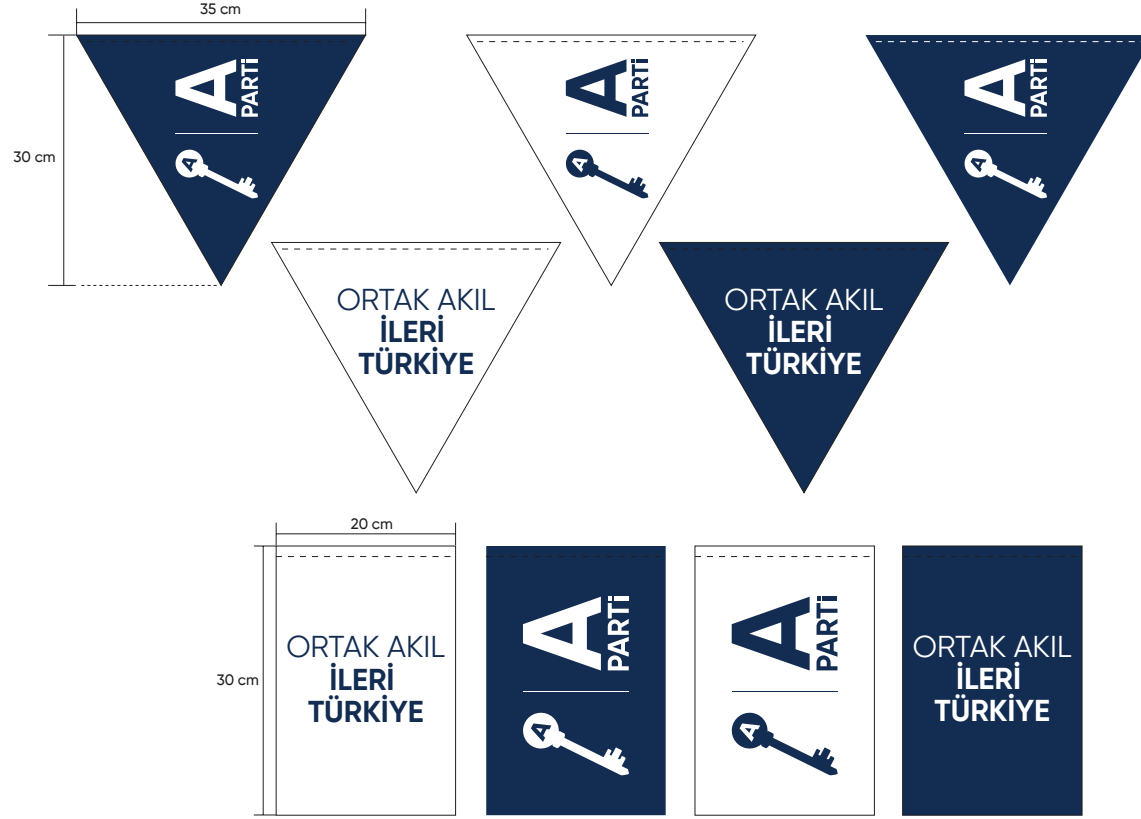 35 cm
30 cm
A
PARTİ
A
A
PARTİ
A
A
PARTİ
A
ORTAK AKIL
İLERİ
TÜRKİYE
ORTAK AKIL
İLERİ
TÜRKİYE
20 cm
30 cm
ORTAK AKIL
İLERİ
TÜRKİYE
A
PARTİ
A
A
PARTİ
A
ORTAK AKIL
İLERİ
TÜRKİYE